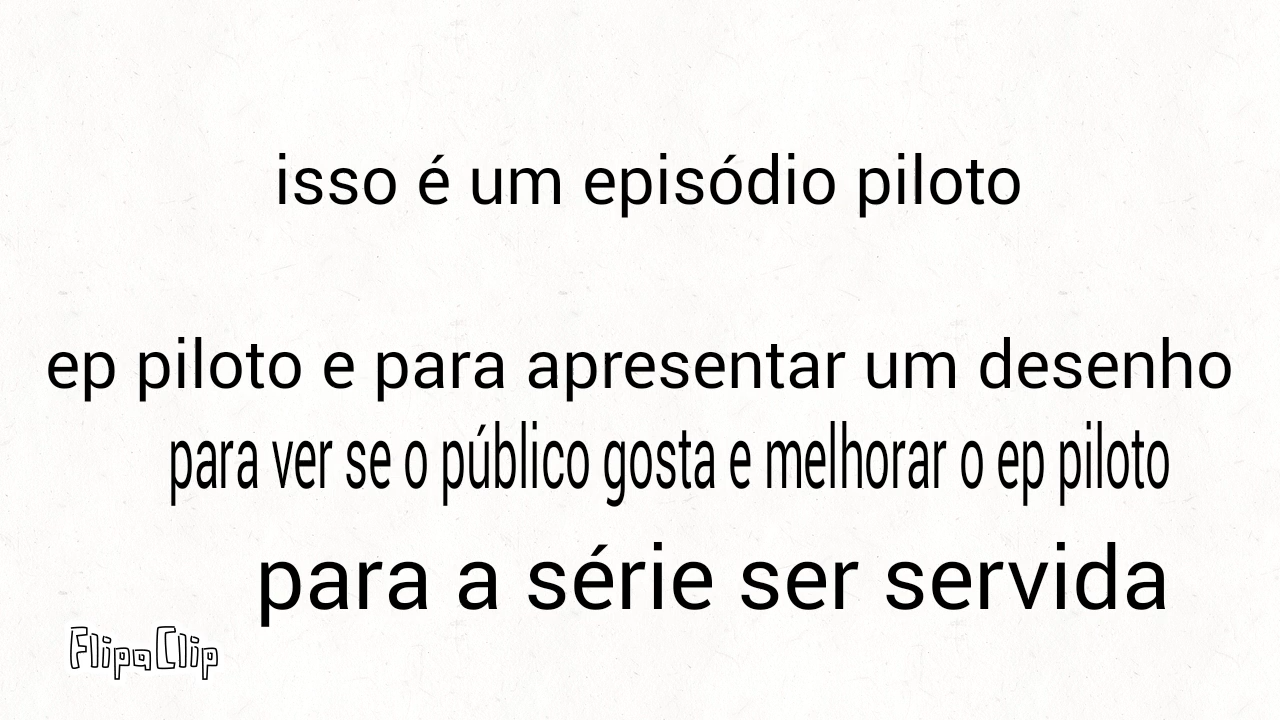 isso é um episódio piloto
ep piloto e para apresentar um desenho
para ver se o público gosta e melhorar o ep piloto
para a série ser servida
FlipaClip